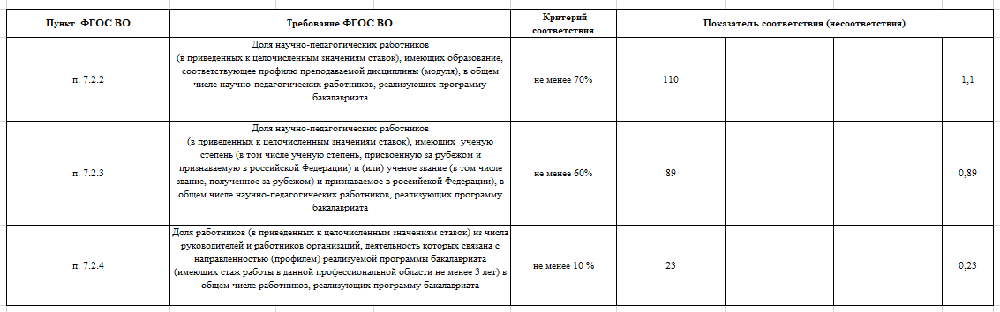 Пункт ФГОС ВО
Требование ФГОС ВО
Критерий
соответствия
Показатель соответствия (несоответствия)
п. 7.2.2
Доля научно-педагогических работников
(в приведенных к целочисленным значениям ставок), имеющих образование,
соответствующее профилю преподаваемой дисциплины (модуля), в общем
числе научно-педагогических работников, реализующих программу
бакалавриата
не менее 70%
110
1,1
п. 7.2.3
Доля научно-педагогических работников
(в приведенных к целочисленным значениям ставок), имеющих ученую
степень (в том числе ученую степень, присвоенную за рубежом и
признаваемую в российской Федерации) и (или) ученое звание (в том числе
звание, полученное за рубежом) и признаваемое в российской Федерации), в
общем числе научно-педагогических работников, реализующих программу
бакалавриата
не менее 60%
89
0,89
п. 7.2.4
Доля работников (в приведенных к целочисленным значениям ставок) из числа
руководителей и работников организаций, деятельность которых связана с
направленностью (профилем) реализуемой программы бакалавриата
(имеющих стаж работы в данной профессиональной области не менее 3 лет) в
общем числе работников, реализующих программу бакалавриата
не менее 10 %
23
0,23